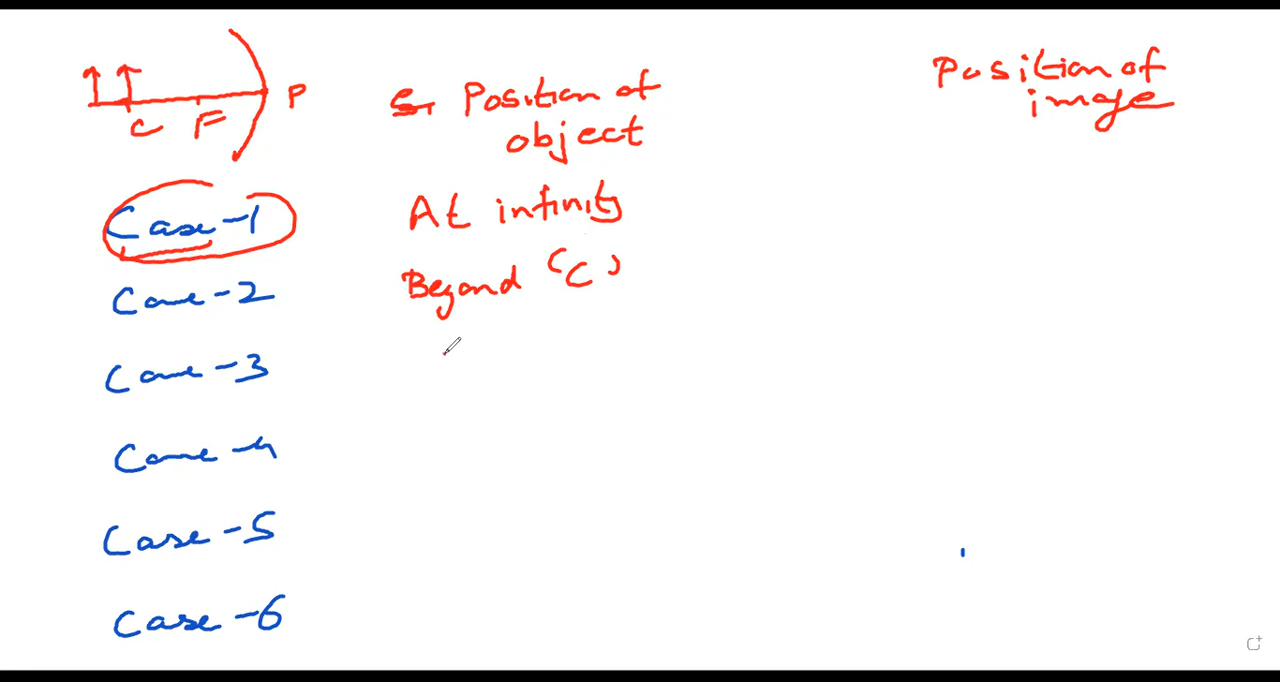 C F P
S. Position of
object
Position of
image
Case-1 At infinity
Case-2 Beyond 'C'
Case-3
Case-4
Case-5
Case-6